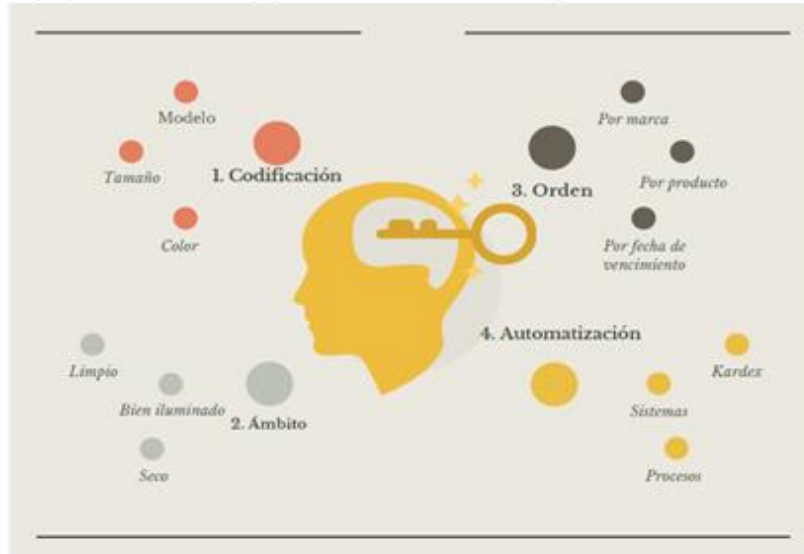 Modelo
Tamaño
1. Codificación
Color
Por marca
3. Orden
Por producto
Por fecha de
vencimiento
Limpio
Bien iluminado
2. Ámbito
Seco
4. Automatización
Kardex
Sistemas
Procesos